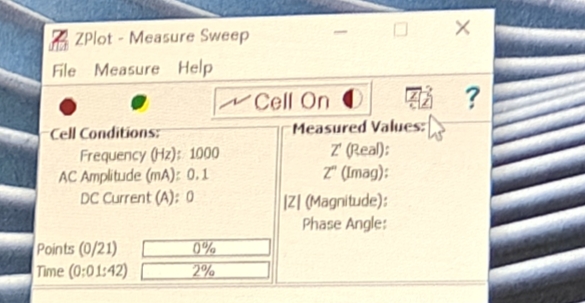 ZPlot - Measure Sweep
File Measure Help
Cell On
?
Cell Conditions:
Frequency (Hz): 1000
AC Amplitude (mA): 0.1
DC Current (A): 0
Measured Values:
Z' (Real):
Z" (Imag):
|Z| (Magnitude):
Phase Angle:
Points (0/21) 0%
Time (0:01:42) 2%